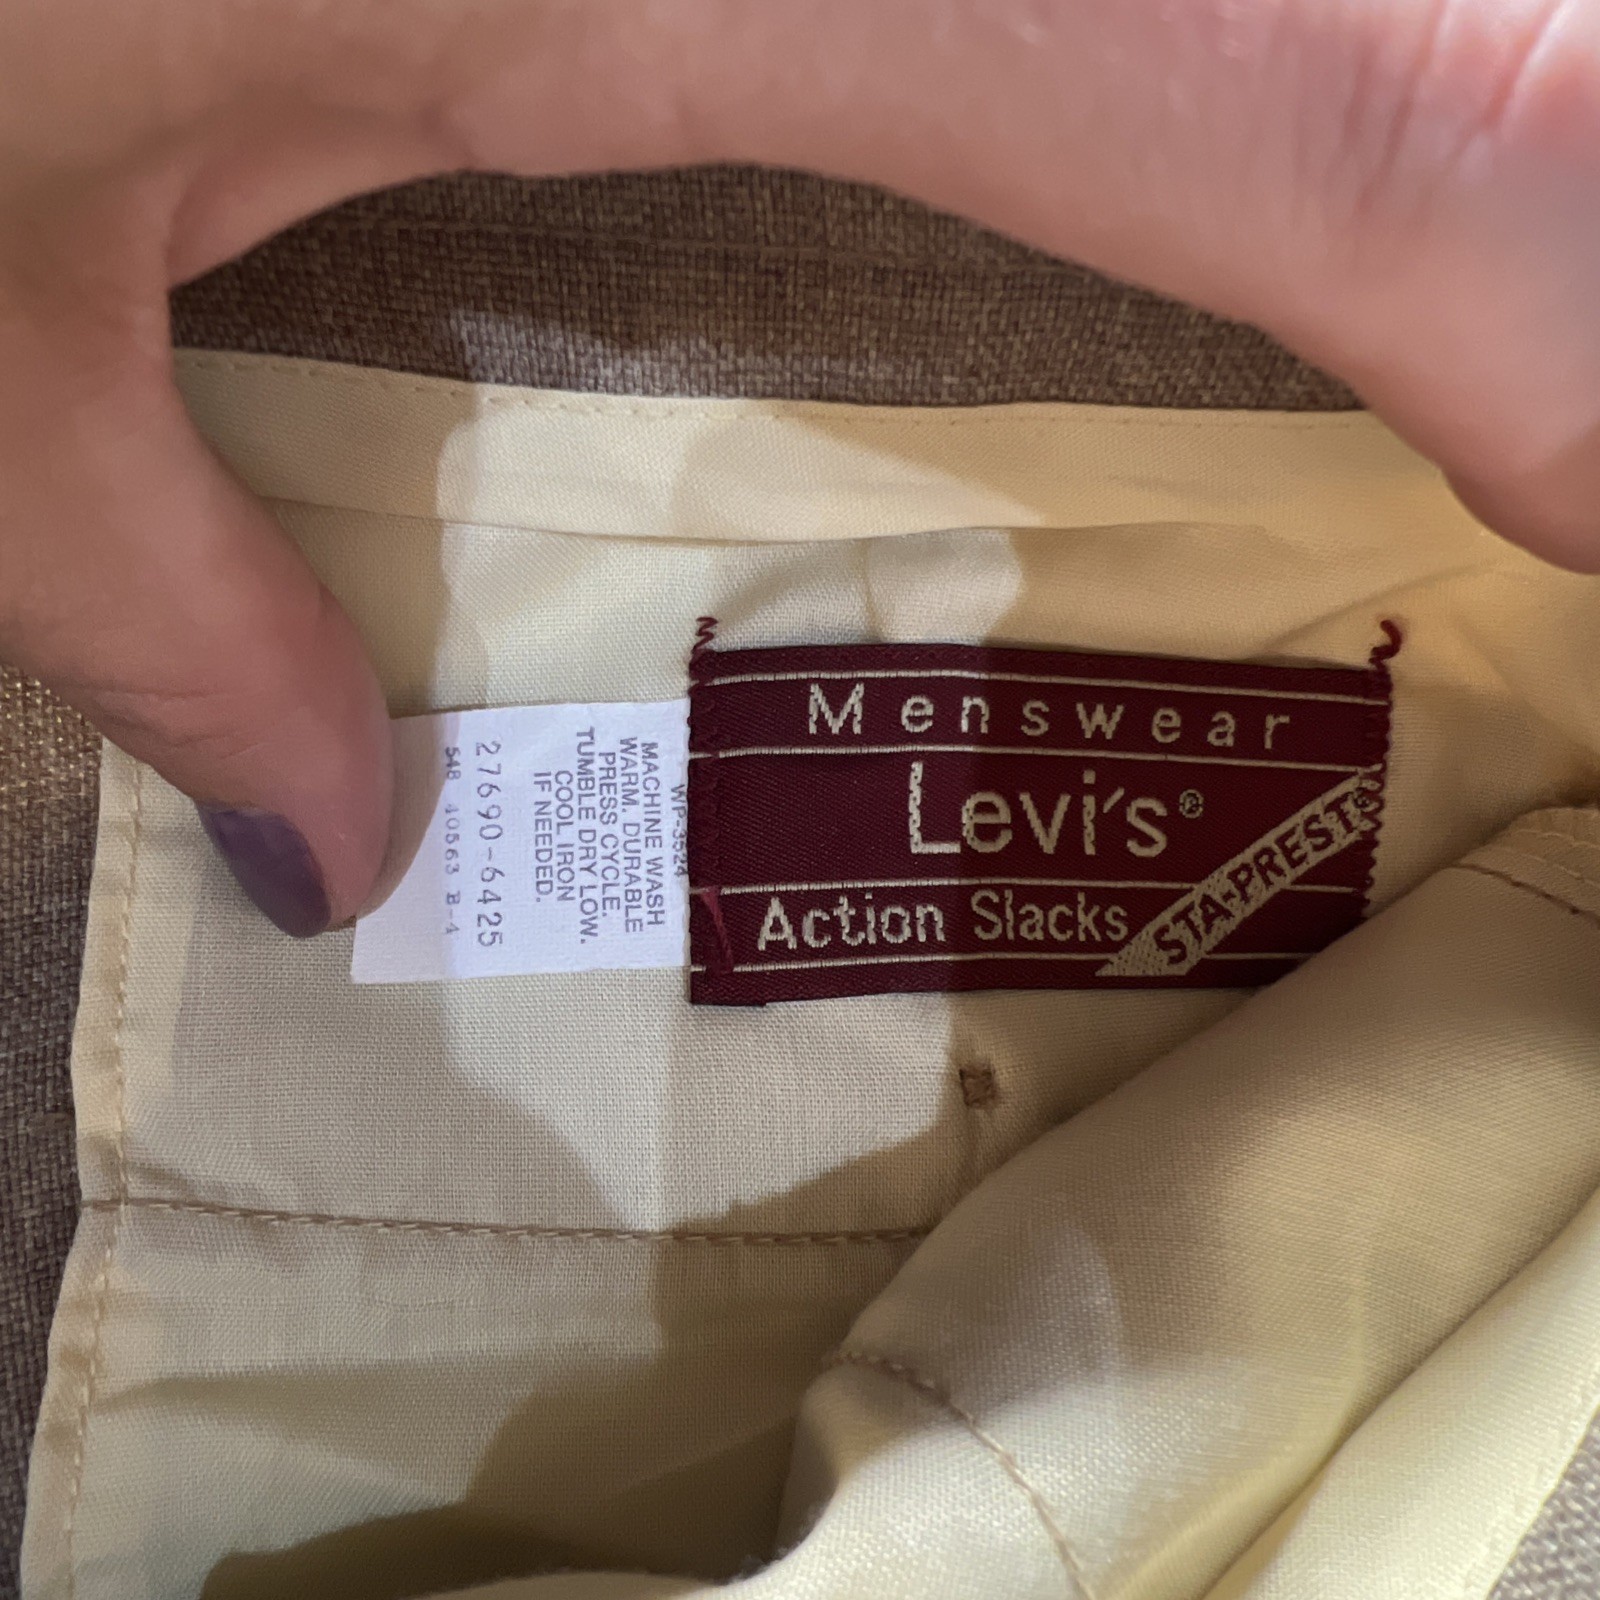 Menswear
Levi's®
Action Slacks
STA-PREST®
WP-3524
MACHINE WASH
WARM. DURABLE
PRESS CYCLE.
TUMBLE DRY LOW.
COOL IRON
IF NEEDED.
27690-6425
548 40563 E-4